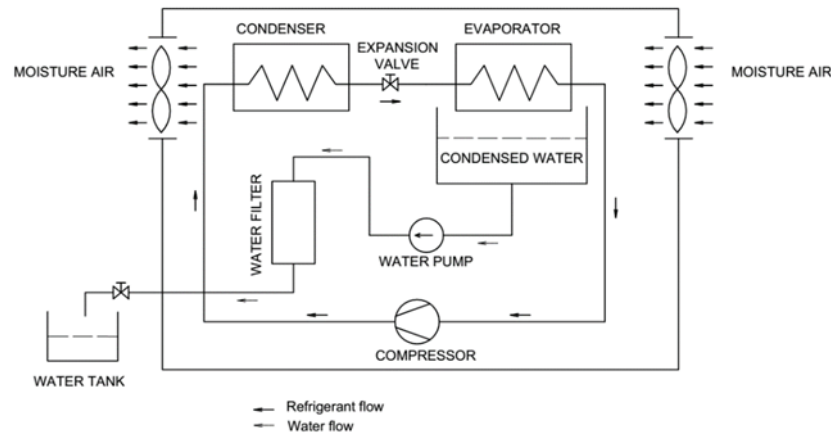 CONDENSER
EXPANSION
VALVE
EVAPORATOR
MOISTURE AIR
MOISTURE AIR
CONDENSED WATER
WATER FILTER
WATER PUMP
COMPRESSOR
WATER TANK
Refrigerant flow
Water flow